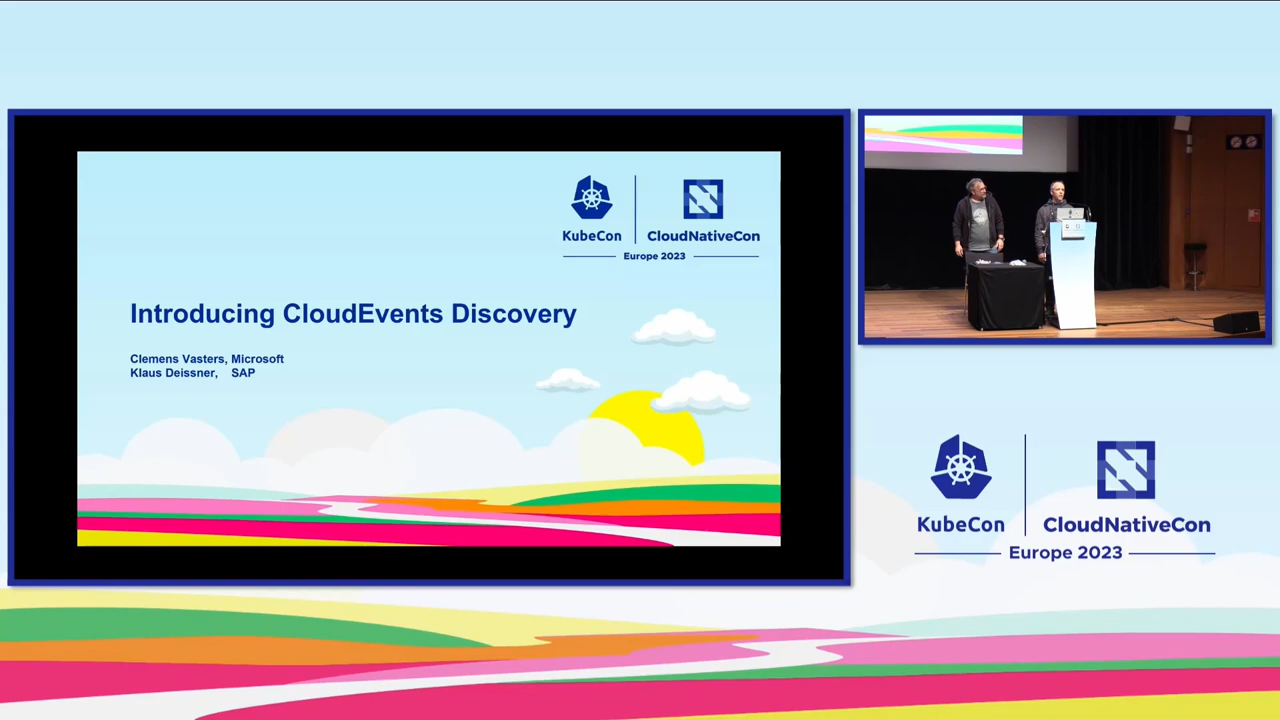 KubeCon
CloudNativeCon
Europe 2023
Introducing CloudEvents Discovery
Clemens Vasters, Microsoft
Klaus Deissner, SAP
KubeCon
CloudNativeCon
Europe 2023